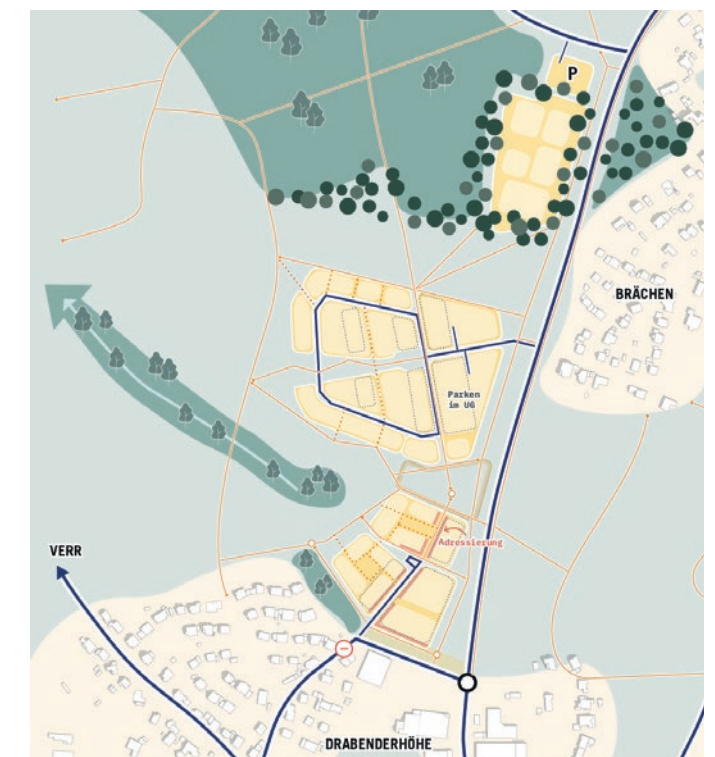 P
BRÄCHEN
Parken
im UG
Adressierung
VERR
DRABENDERHÖHE